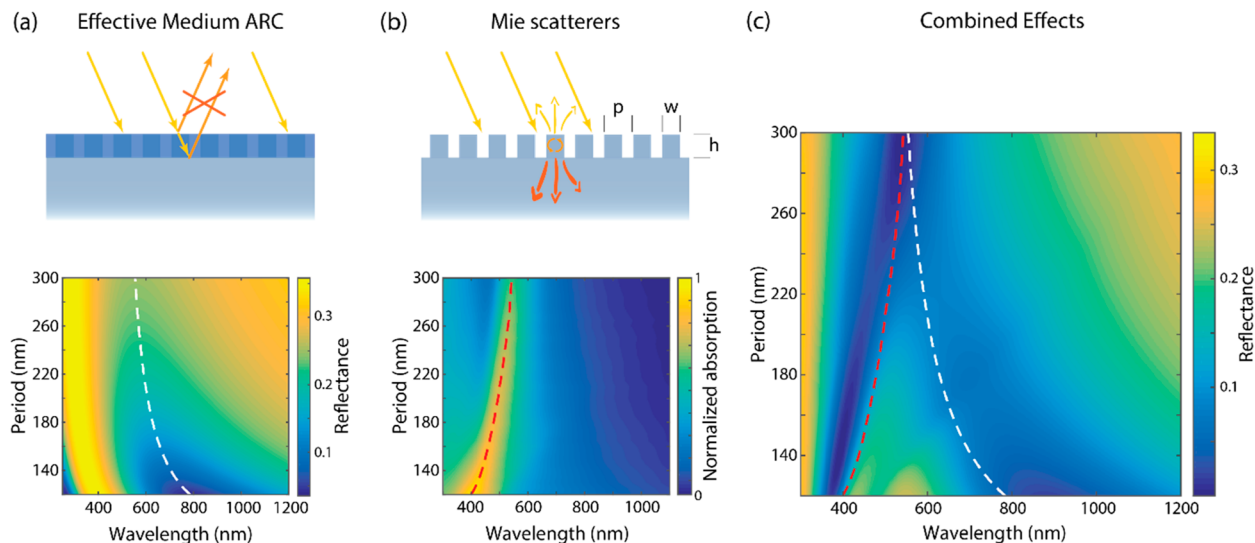 (a) Effective Medium ARC
(b) Mie scatterers
(c) Combined Effects
p
w
h
300
260
220
180
140
Period (nm)
400 600 800 1000 1200
Wavelength (nm)
0.3
0.2
0.1
Reflectance
300
260
220
180
140
Period (nm)
400 600 800 1000
Wavelength (nm)
1
0
Normalized absorption
300
260
220
180
140
Period (nm)
400 600 800 1000 1200
Wavelength (nm)
0.3
0.2
0.1
Reflectance